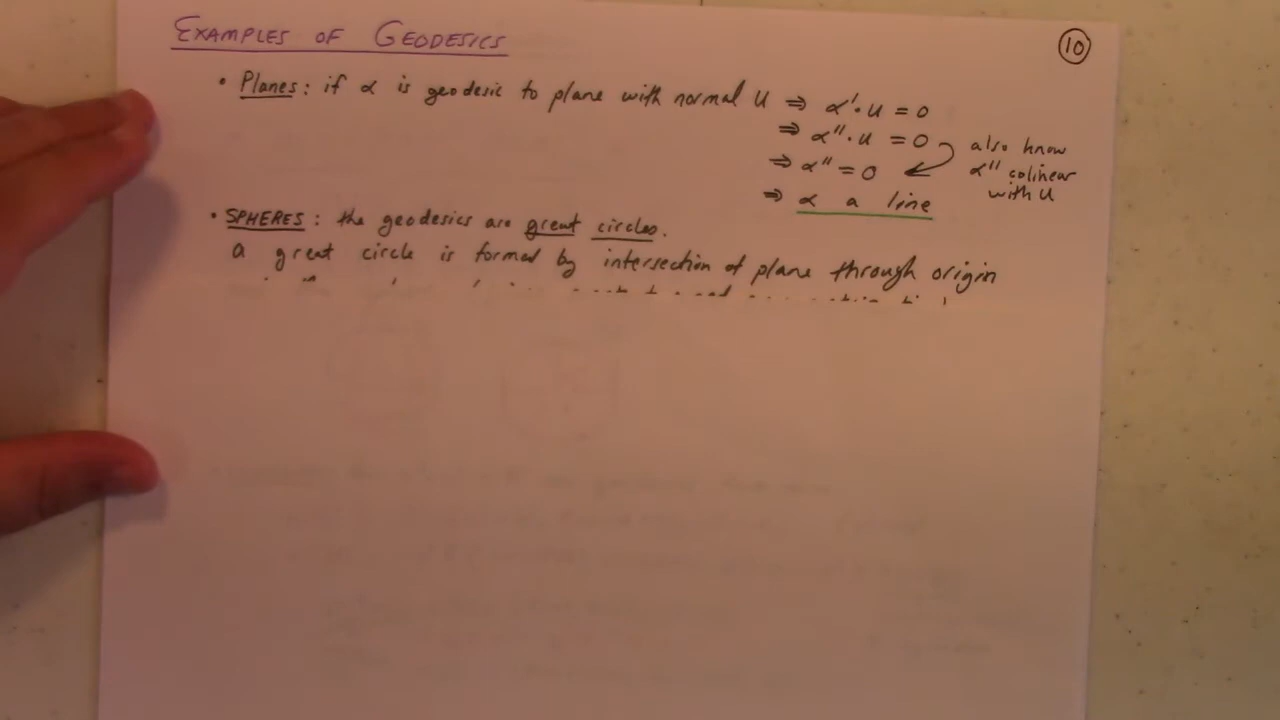 EXAMPLES OF GEODESICS
10
• Planes: if α is geodesic to plane with normal U ⇒ α'·U = 0
⇒ α''·U = 0 also know
⇒ α'' = 0 α'' colinear
with U
⇒ α a line
• SPHERES: the geodesics are great circles.
a great circle is formed by intersection of plane through origin